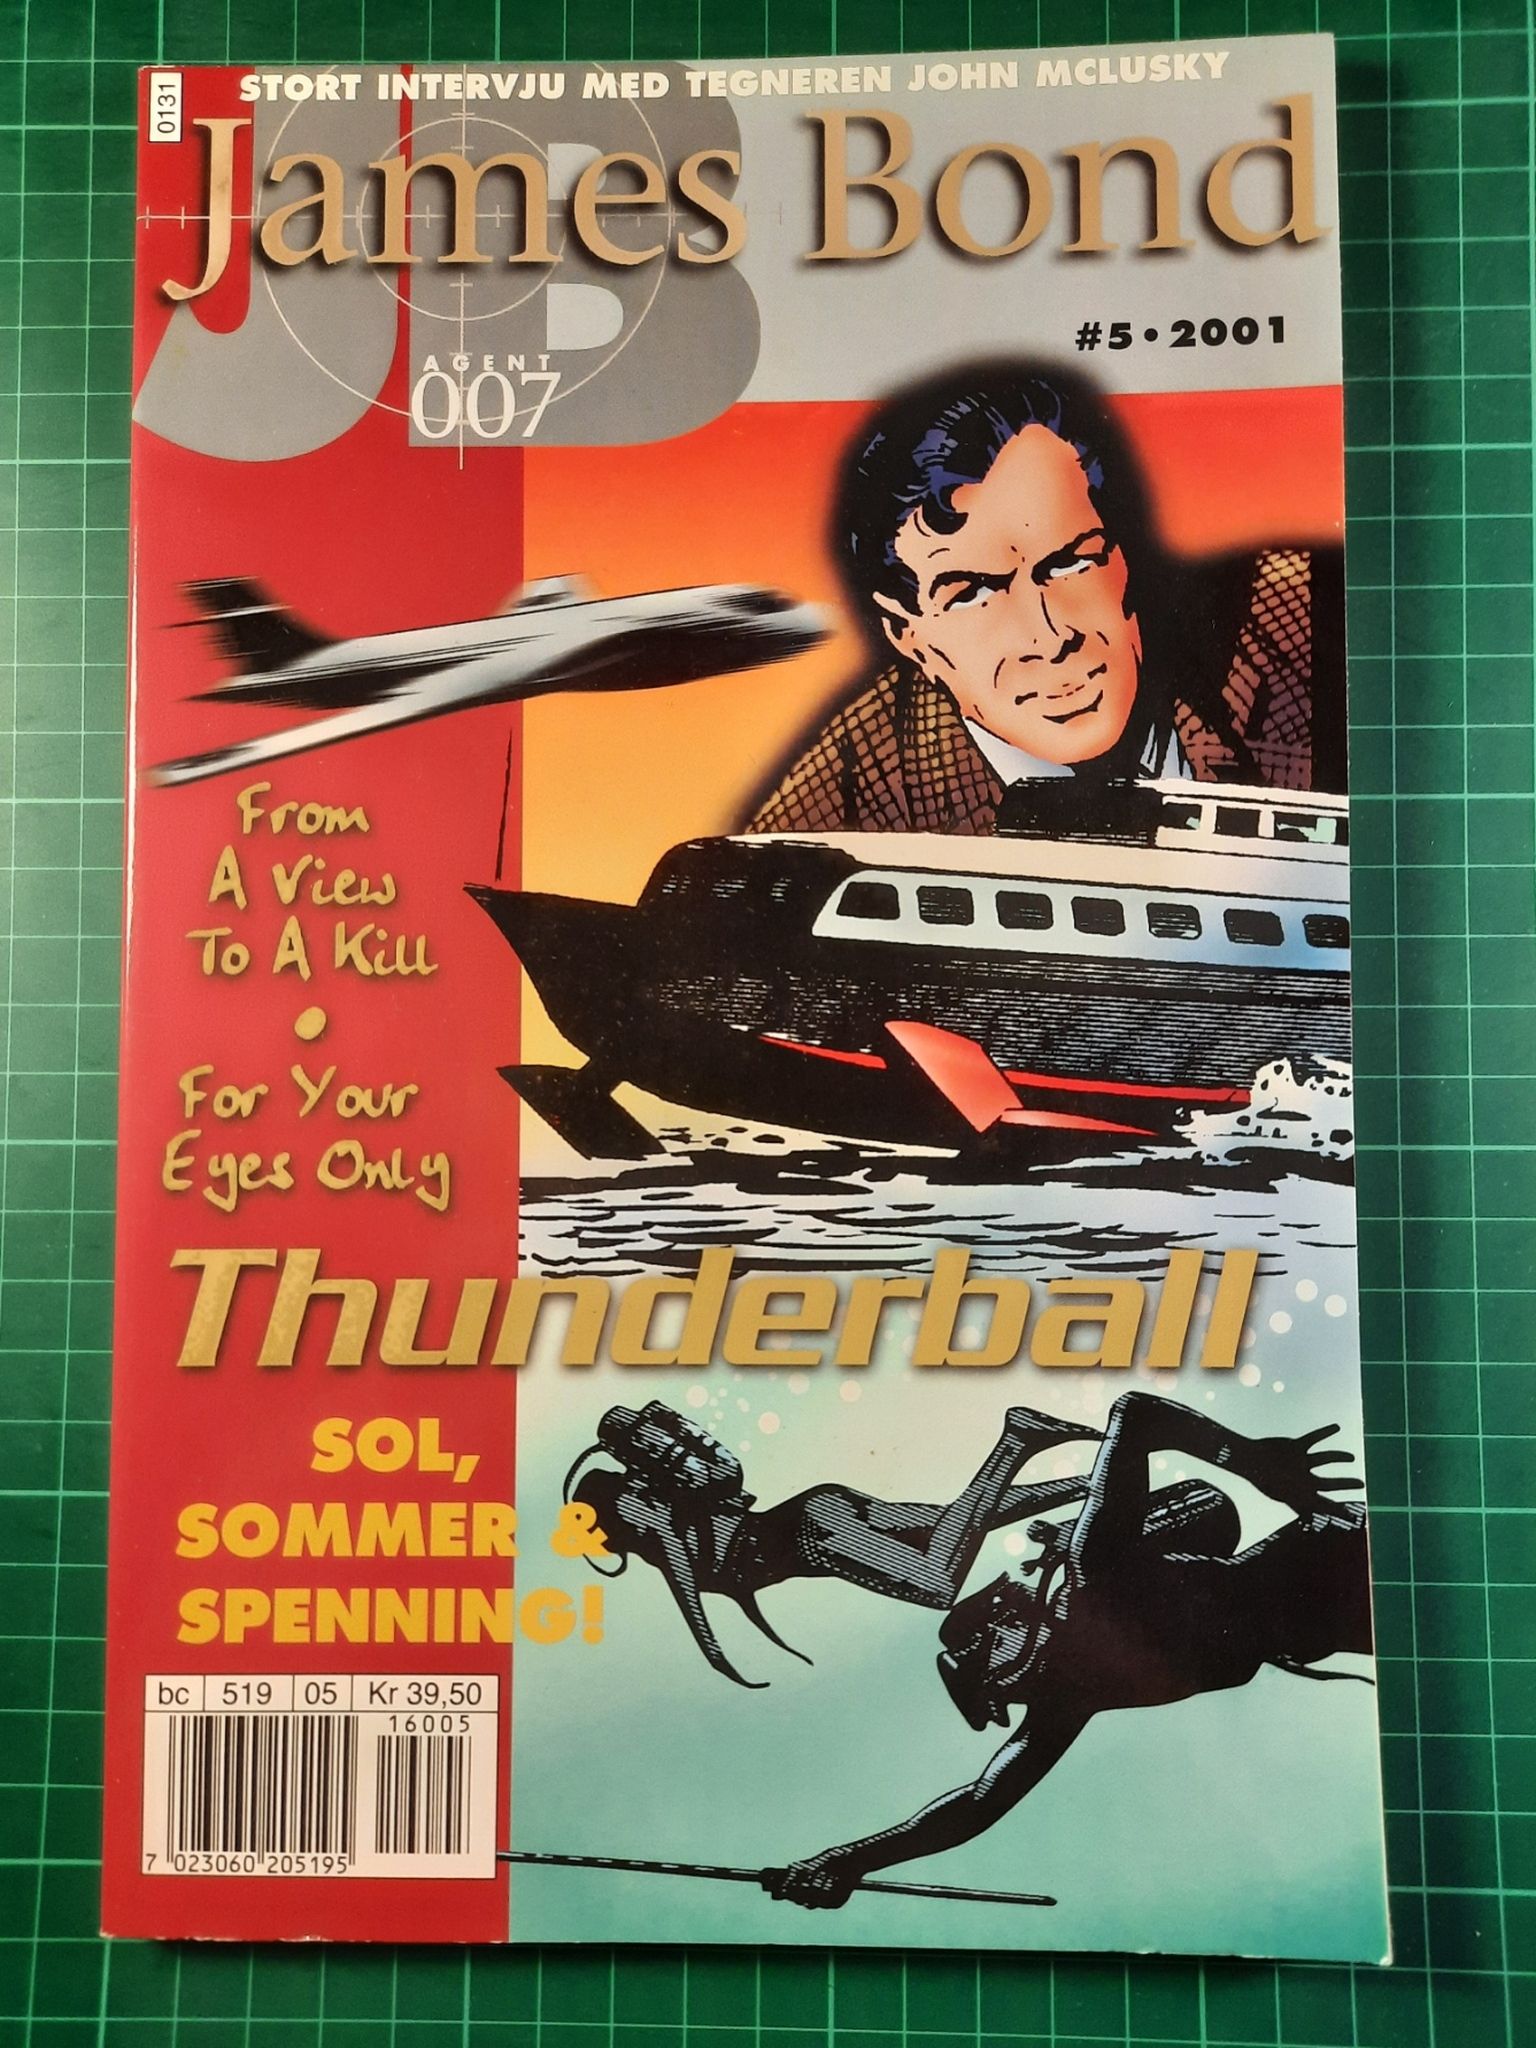 0131
STORT INTERVJU MED TEGNEREN JOHN MCLUSKY
JB
James Bond
#5 • 2001
AGENT
007
From
A View
To A Kill
•
For Your
Eyes Only
Thunderball
SOL,
SOMMER &
SPENNING!
bc 519 05 Kr 39,50
16005
7 023060 205195